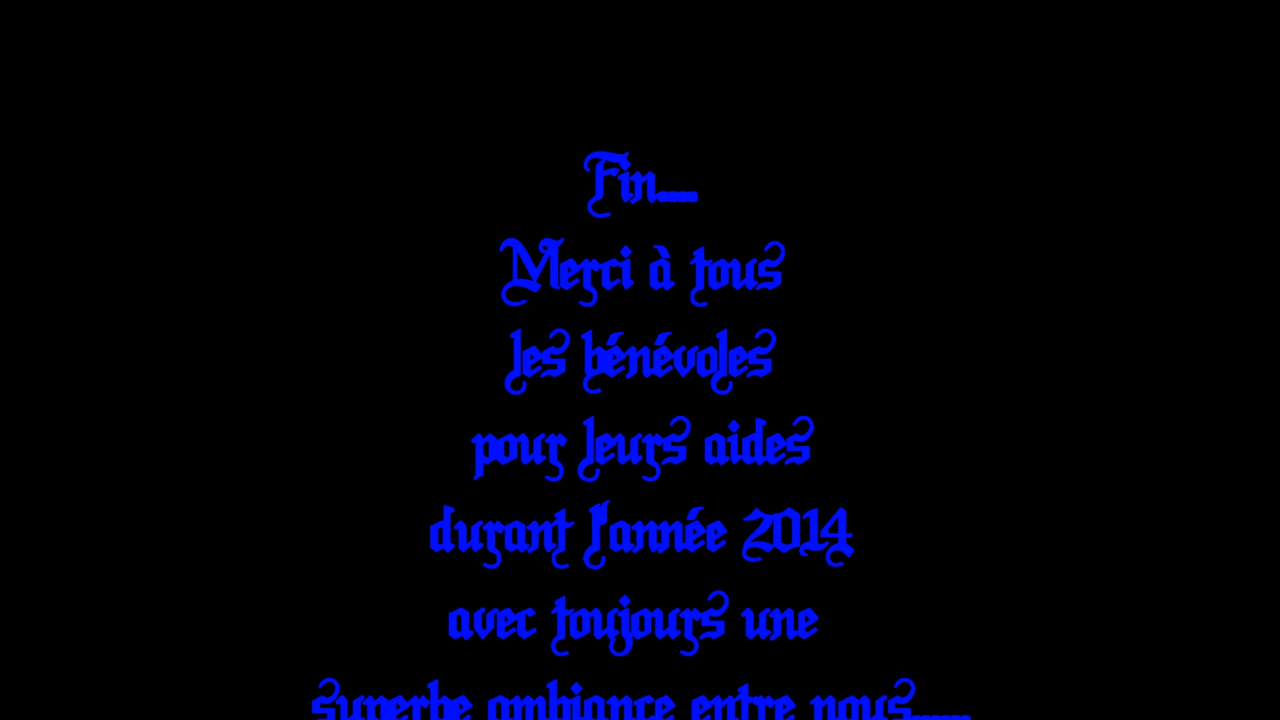 Fin....
Merci à tous
les bénévoles
pour leurs aides
durant l'année 2014
avec toujours une
superbe ambiance entre nous......